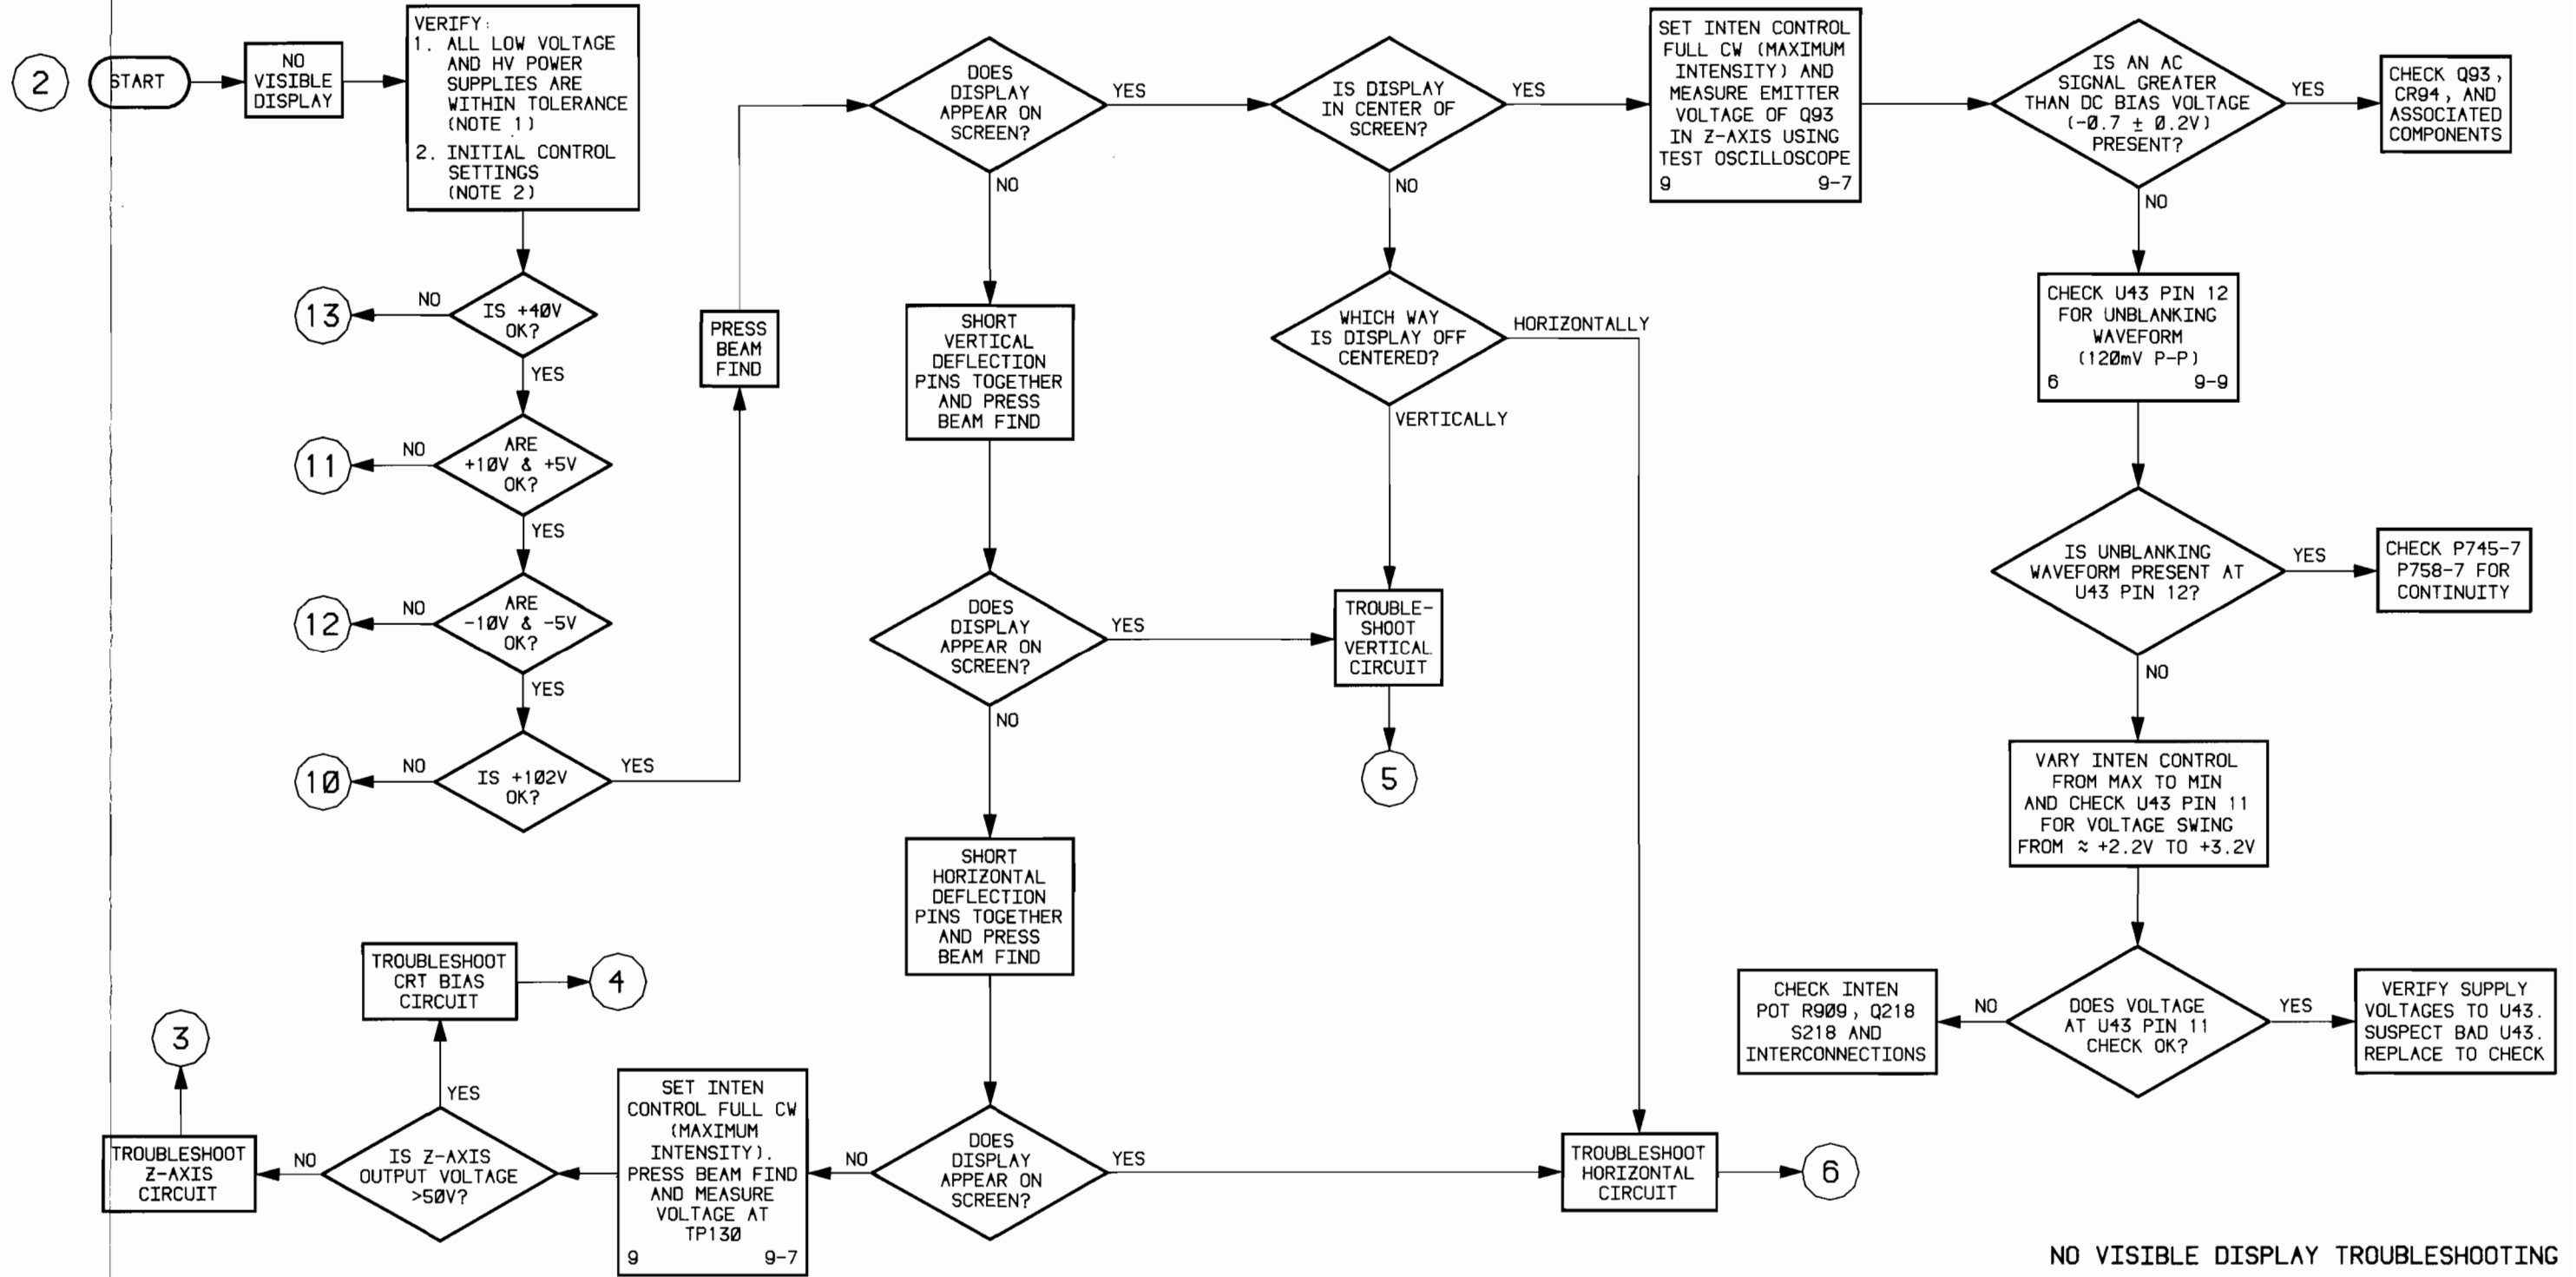 2
START
NO
VISIBLE
DISPLAY
VERIFY:
1. ALL LOW VOLTAGE
AND HV POWER
SUPPLIES ARE
WITHIN TOLERANCE
(NOTE 1)
2. INITIAL CONTROL
SETTINGS
(NOTE 2)
IS +40V
OK?
NO
13
YES
ARE
+10V & +5V
OK?
NO
11
YES
ARE
-10V & -5V
OK?
NO
12
YES
IS +102V
OK?
NO
10
YES
PRESS
BEAM
FIND
DOES
DISPLAY
APPEAR ON
SCREEN?
YES
NO
SHORT
VERTICAL
DEFLECTION
PINS TOGETHER
AND PRESS
BEAM FIND
DOES
DISPLAY
APPEAR ON
SCREEN?
YES
NO
SHORT
HORIZONTAL
DEFLECTION
PINS TOGETHER
AND PRESS
BEAM FIND
DOES
DISPLAY
APPEAR ON
SCREEN?
YES
NO
SET INTEN
CONTROL FULL CW
(MAXIMUM
INTENSITY).
PRESS BEAM FIND
AND MEASURE
VOLTAGE AT
TP130
9 9-7
IS Z-AXIS
OUTPUT VOLTAGE
>50V?
YES
TROUBLESHOOT
CRT BIAS
CIRCUIT
4
NO
TROUBLESHOOT
Z-AXIS
CIRCUIT
3
IS DISPLAY
IN CENTER OF
SCREEN?
YES
NO
WHICH WAY
IS DISPLAY OFF
CENTERED?
HORIZONTALLY
VERTICALLY
TROUBLE-
SHOOT
VERTICAL
CIRCUIT
5
TROUBLESHOOT
HORIZONTAL
CIRCUIT
6
SET INTEN CONTROL
FULL CW (MAXIMUM
INTENSITY) AND
MEASURE EMITTER
VOLTAGE OF Q93
IN Z-AXIS USING
TEST OSCILLOSCOPE
9 9-7
IS AN AC
SIGNAL GREATER
THAN DC BIAS VOLTAGE
(-0.7 ± 0.2V)
PRESENT?
YES
CHECK Q93,
CR94, AND
ASSOCIATED
COMPONENTS
NO
CHECK U43 PIN 12
FOR UNBLANKING
WAVEFORM
(120mV P-P)
6 9-9
IS UNBLANKING
WAVEFORM PRESENT AT
U43 PIN 12?
YES
CHECK P745-7
P758-7 FOR
CONTINUITY
NO
VARY INTEN CONTROL
FROM MAX TO MIN
AND CHECK U43 PIN 11
FOR VOLTAGE SWING
FROM ≈ +2.2V TO +3.2V
DOES VOLTAGE
AT U43 PIN 11
CHECK OK?
NO
CHECK INTEN
POT R909, Q218
S218 AND
INTERCONNECTIONS
YES
VERIFY SUPPLY
VOLTAGES TO U43.
SUSPECT BAD U43.
REPLACE TO CHECK
NO VISIBLE DISPLAY TROUBLESHOOTING